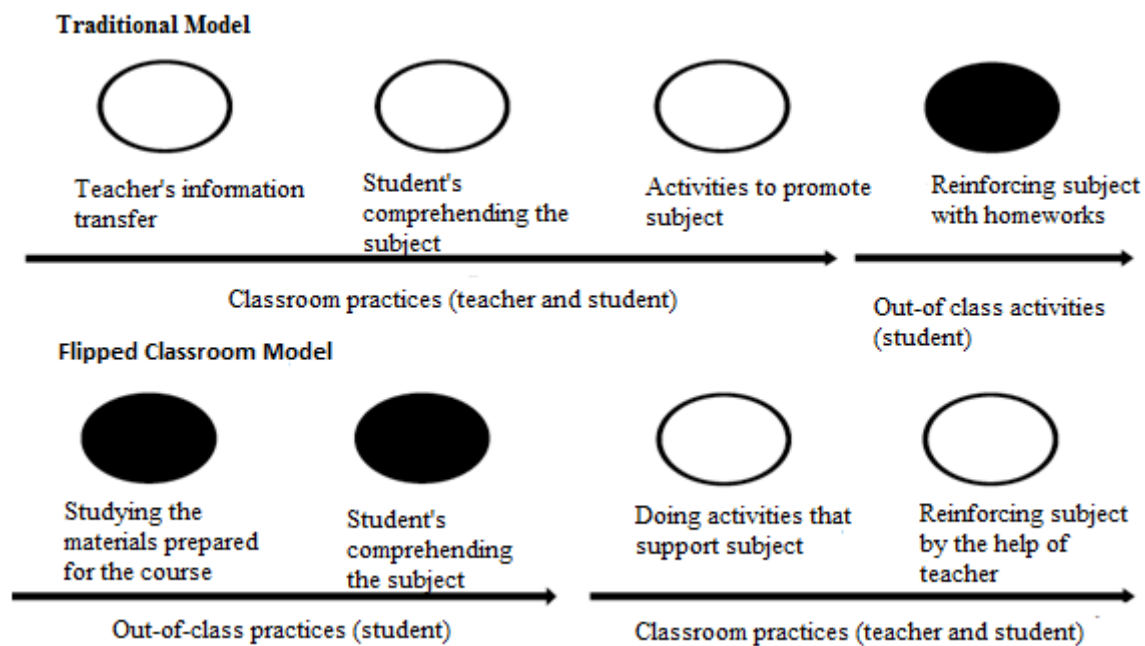 Traditional Model
Teacher's information
transfer
Student's
comprehending the
subject
Activities to promote
subject
Reinforcing subject
with homeworks
Classroom practices (teacher and student)
Out-of class activities
(student)
Flipped Classroom Model
Studying the
materials prepared
for the course
Student's
comprehending
the subject
Doing activities that
support subject
Reinforcing subject
by the help of
teacher
Out-of-class practices (student)
Classroom practices (teacher and student)